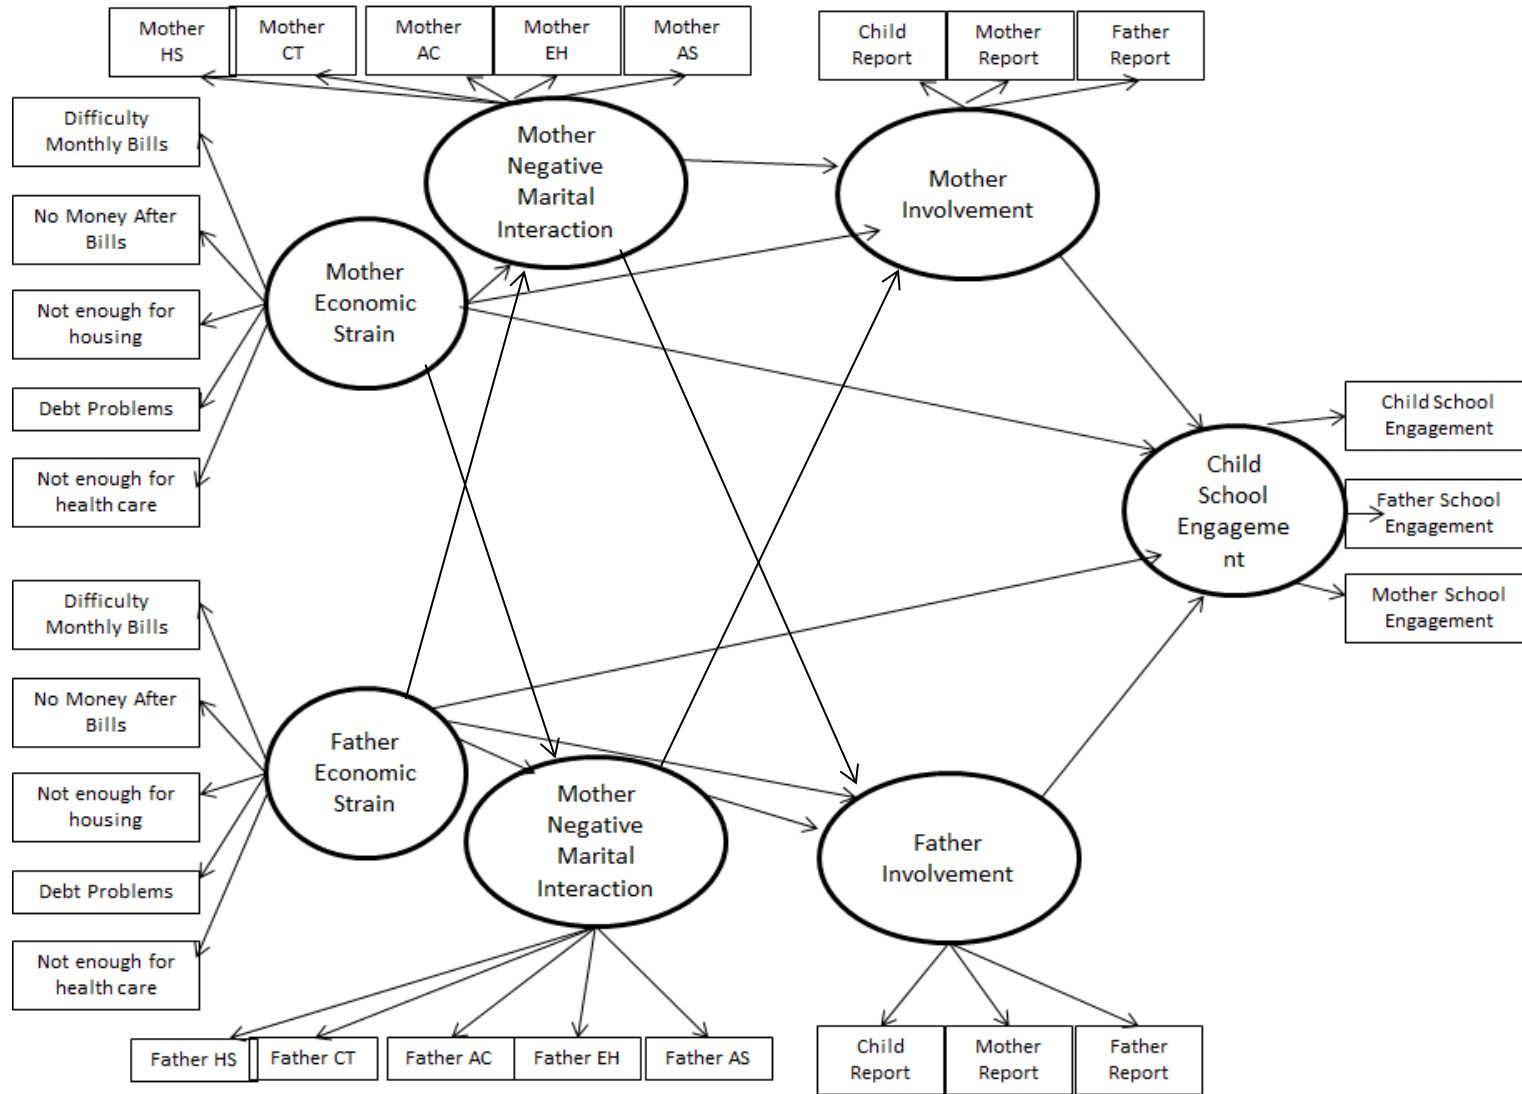 Mother
HS
Mother
CT
Mother
AC
Mother
EH
Mother
AS
Child
Report
Mother
Report
Father
Report
Difficulty
Monthly Bills
No Money After
Bills
Not enough for
housing
Debt Problems
Not enough for
health care
Mother
Economic
Strain
Mother
Negative
Marital
Interaction
Mother
Involvement
Child
School
Engageme
nt
Child School
Engagement
Father School
Engagement
Mother School
Engagement
Difficulty
Monthly Bills
No Money After
Bills
Not enough for
housing
Debt Problems
Not enough for
health care
Father
Economic
Strain
Mother
Negative
Marital
Interaction
Father
Involvement
Father HS
Father CT
Father AC
Father EH
Father AS
Child
Report
Mother
Report
Father
Report